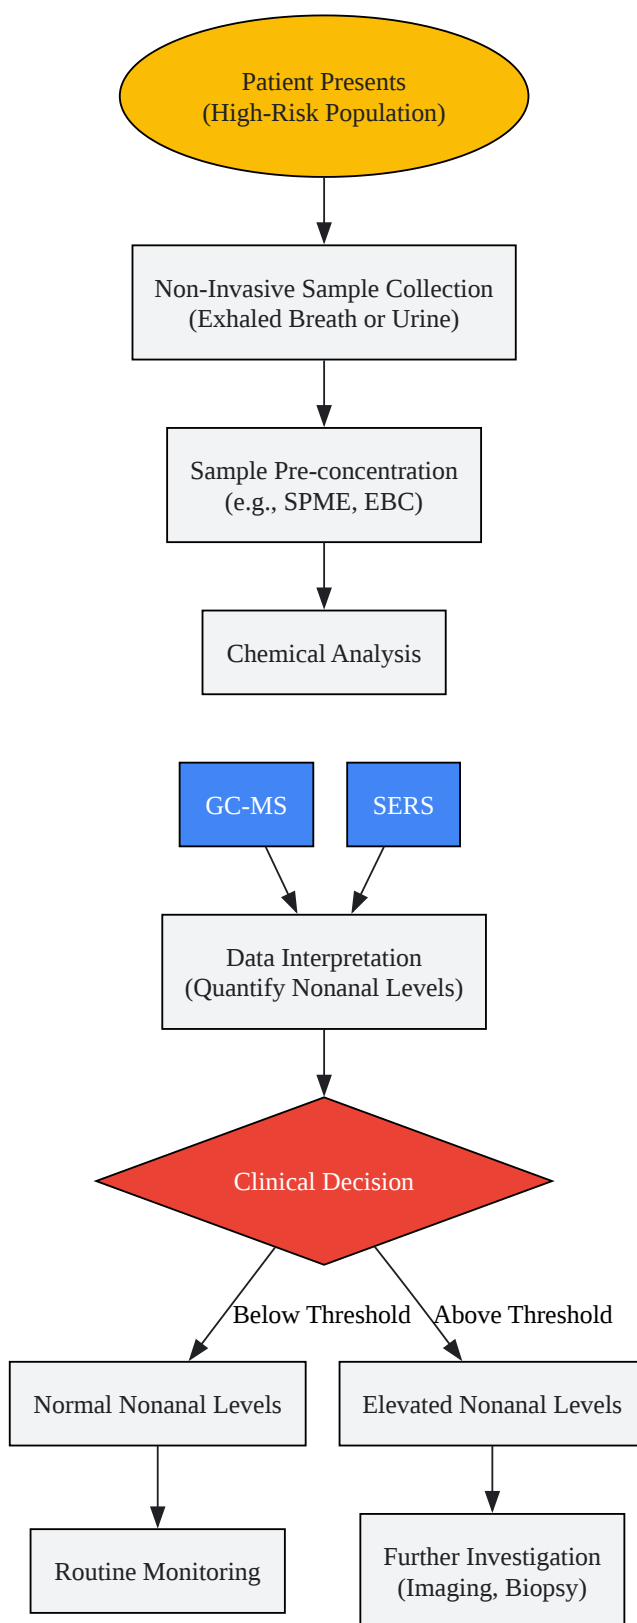 Patient Presents
(High-Risk Population)
Non-Invasive Sample Collection
(Exhaled Breath or Urine)
Sample Pre-concentration
(e.g., SPME, EBC)
Chemical Analysis
GC-MS
SERS
Data Interpretation
(Quantify Nonanal Levels)
Clinical Decision
Below Threshold
Above Threshold
Normal Nonanal Levels
Elevated Nonanal Levels
Routine Monitoring
Further Investigation
(Imaging, Biopsy)